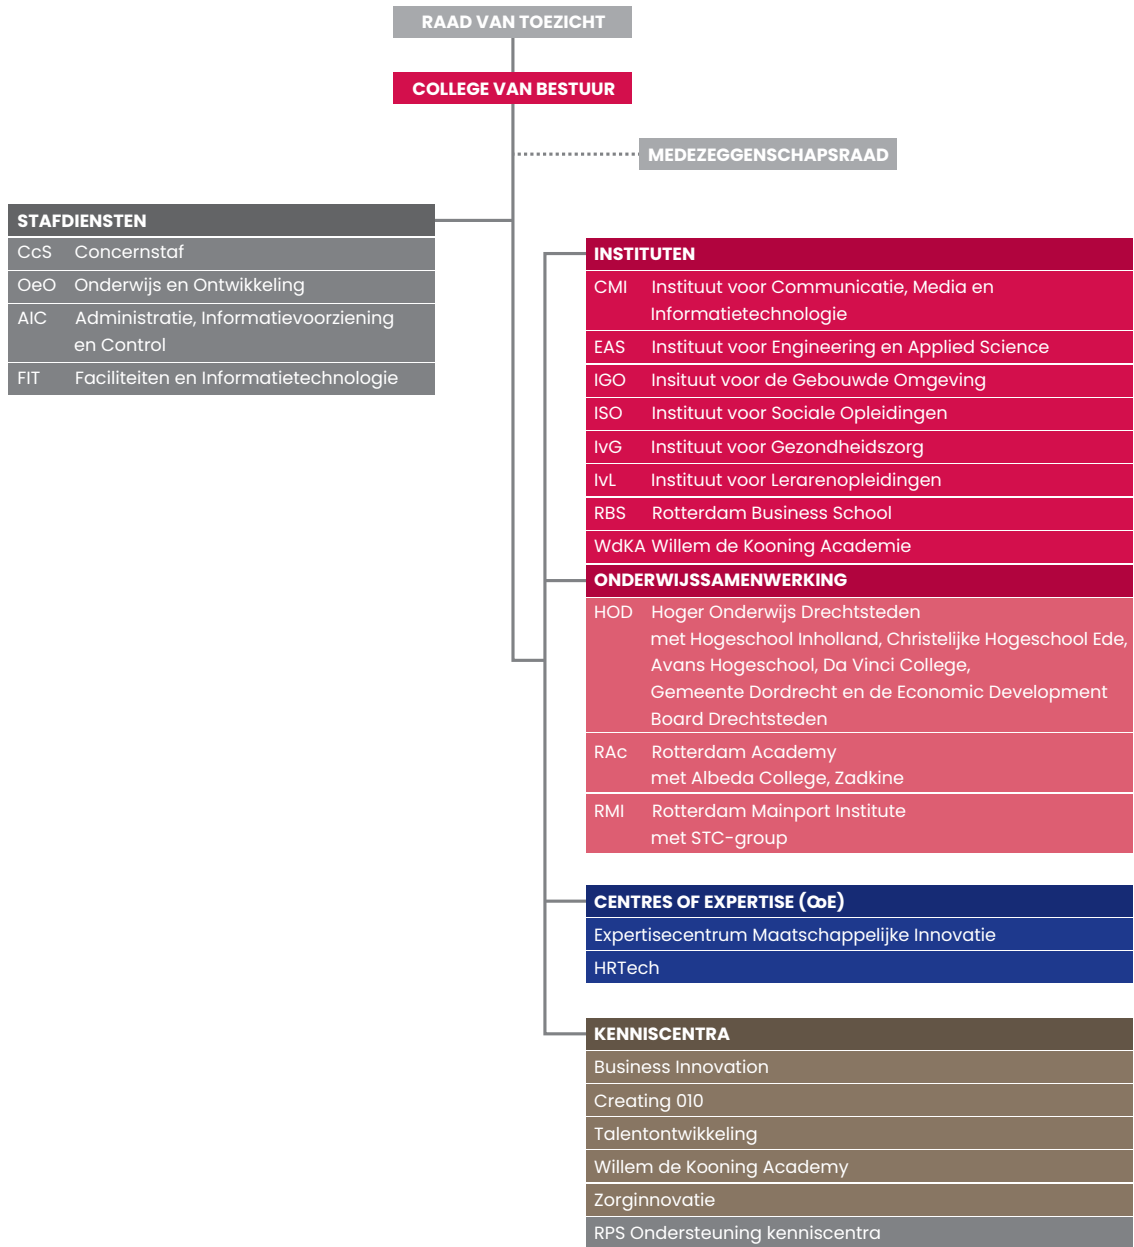 RAAD VAN TOEZICHT
COLLEGE VAN BESTUUR
MEDEZEGGENSCHAPSRAAD
STAFDIENSTEN
CcS Concernstaf
OeO Onderwijs en Ontwikkeling
AIC Administratie, Informatievoorziening
en Control
FIT Faciliteiten en Informatietechnologie
INSTITUTEN
CMI Instituut voor Communicatie, Media en
Informatietechnologie
EAS Instituut voor Engineering en Applied Science
IGO Insituut voor de Gebouwde Omgeving
ISO Instituut voor Sociale Opleidingen
IvG Instituut voor Gezondheidszorg
IvL Instituut voor Lerarenopleidingen
RBS Rotterdam Business School
WdKA Willem de Kooning Academie
ONDERWIJSSAMENWERKING
HOD Hoger Onderwijs Drechtsteden
met Hogeschool Inholland, Christelijke Hogeschool Ede,
Avans Hogeschool, Da Vinci College,
Gemeente Dordrecht en de Economic Development
Board Drechtsteden
RAc Rotterdam Academy
met Albeda College, Zadkine
RMI Rotterdam Mainport Institute
met STC-group
CENTRES OF EXPERTISE (CoE)
Expertisecentrum Maatschappelijke Innovatie
HRTech
KENNISCENTRA
Business Innovation
Creating 010
Talentontwikkeling
Willem de Kooning Academy
Zorginnovatie
RPS Ondersteuning kenniscentra